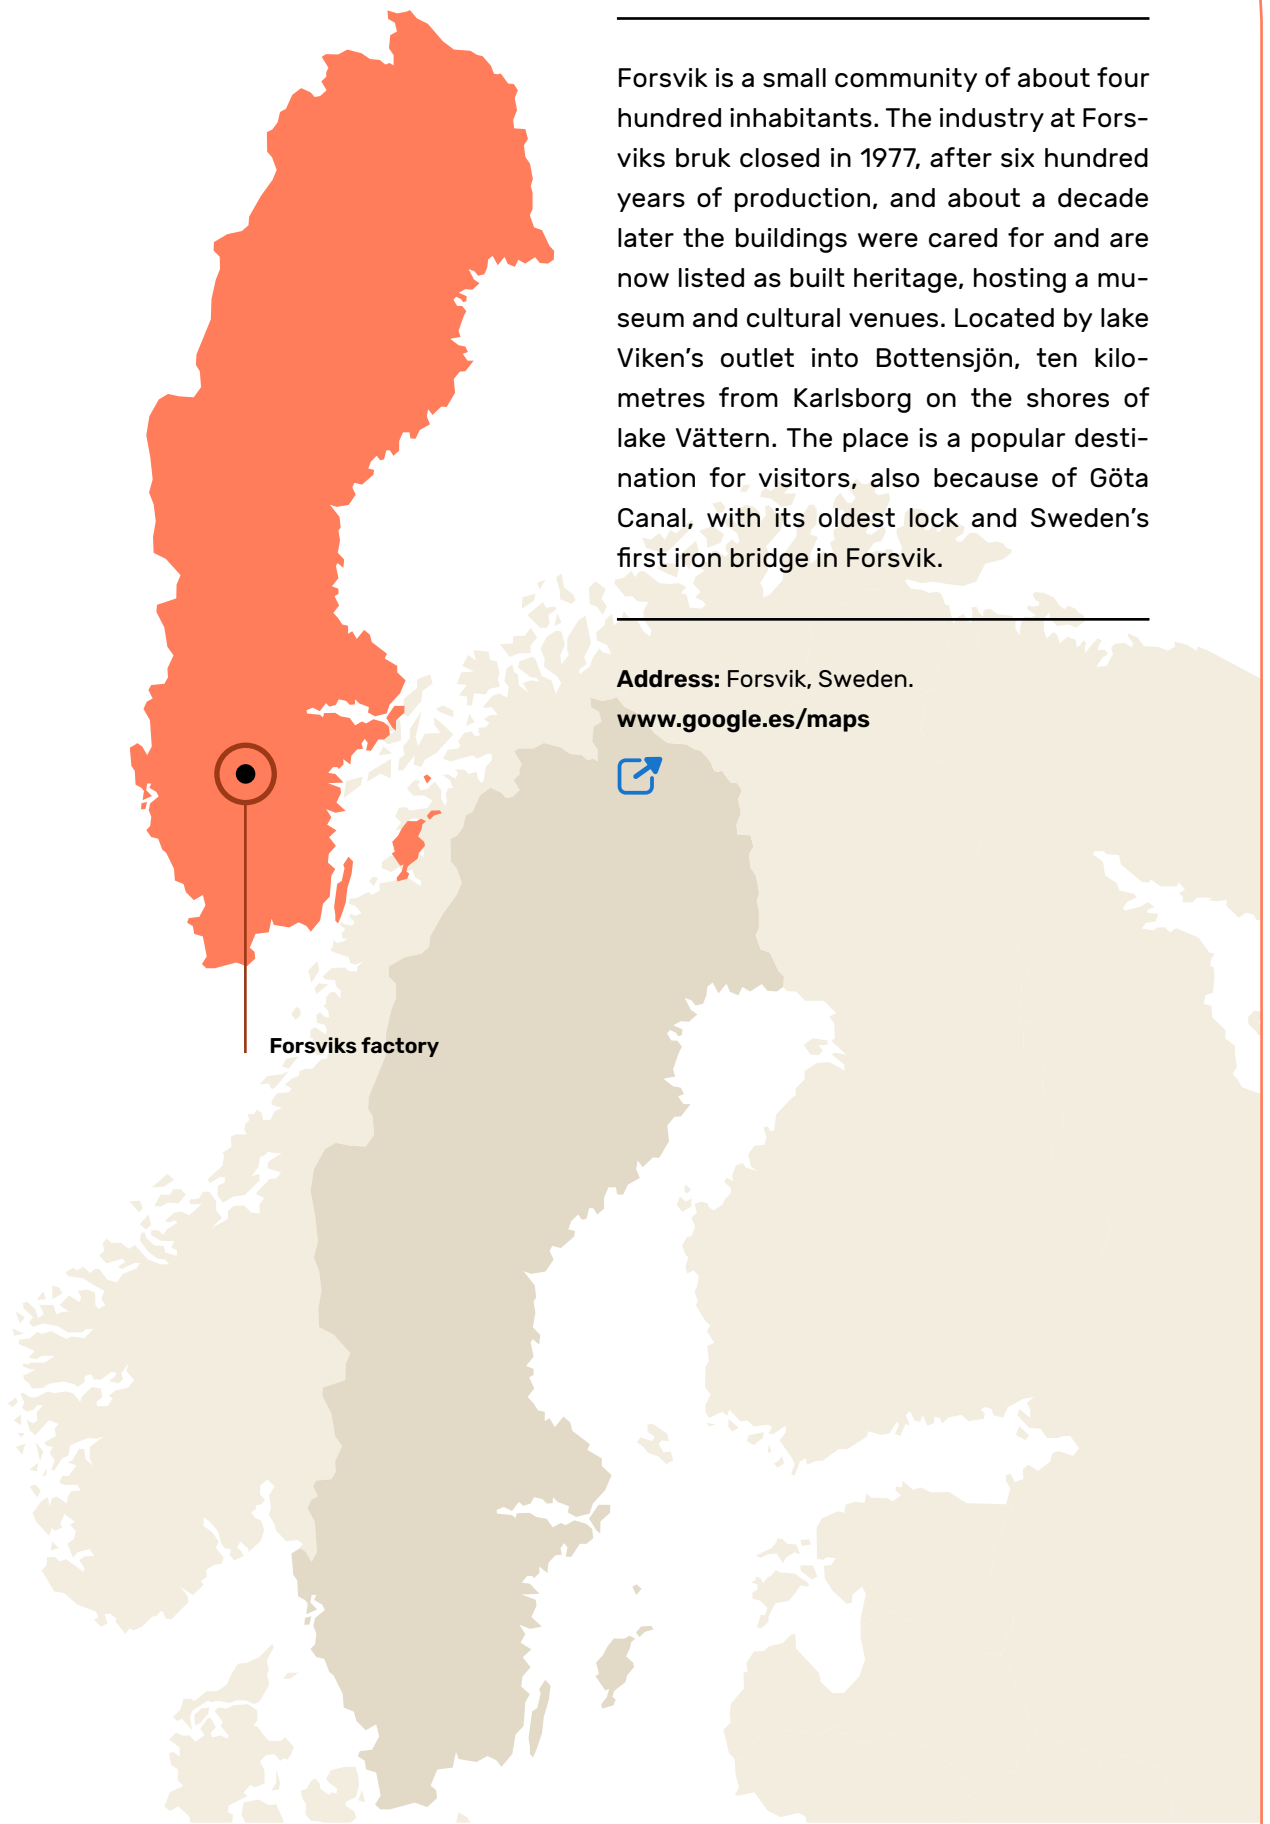 Forsvik is a small community of about four
hundred inhabitants. The industry at Fors-
viks bruk closed in 1977, after six hundred
years of production, and about a decade
later the buildings were cared for and are
now listed as built heritage, hosting a mu-
seum and cultural venues. Located by lake
Viken’s outlet into Bottensjön, ten kilo-
metres from Karlsborg on the shores of
lake Vättern. The place is a popular desti-
nation for visitors, also because of Göta
Canal, with its oldest lock and Sweden’s
first iron bridge in Forsvik.
Address: Forsvik, Sweden.
www.google.es/maps
Forsviks factory